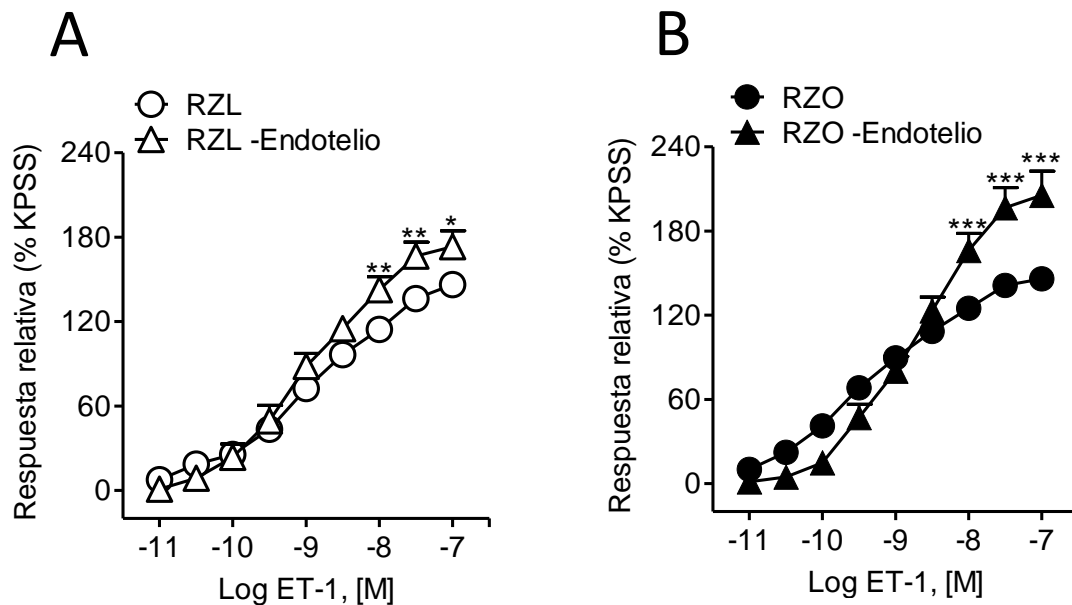 A
RZL
RZL -Endotelio
Respuesta relativa (% KPSS)
240
180
120
60
0
** ** *
-11 -10 -9 -8 -7
Log ET-1, [M]
B
RZO
RZO -Endotelio
Respuesta relativa (% KPSS)
240
180
120
60
0
*** *** ***
-11 -10 -9 -8 -7
Log ET-1, [M]